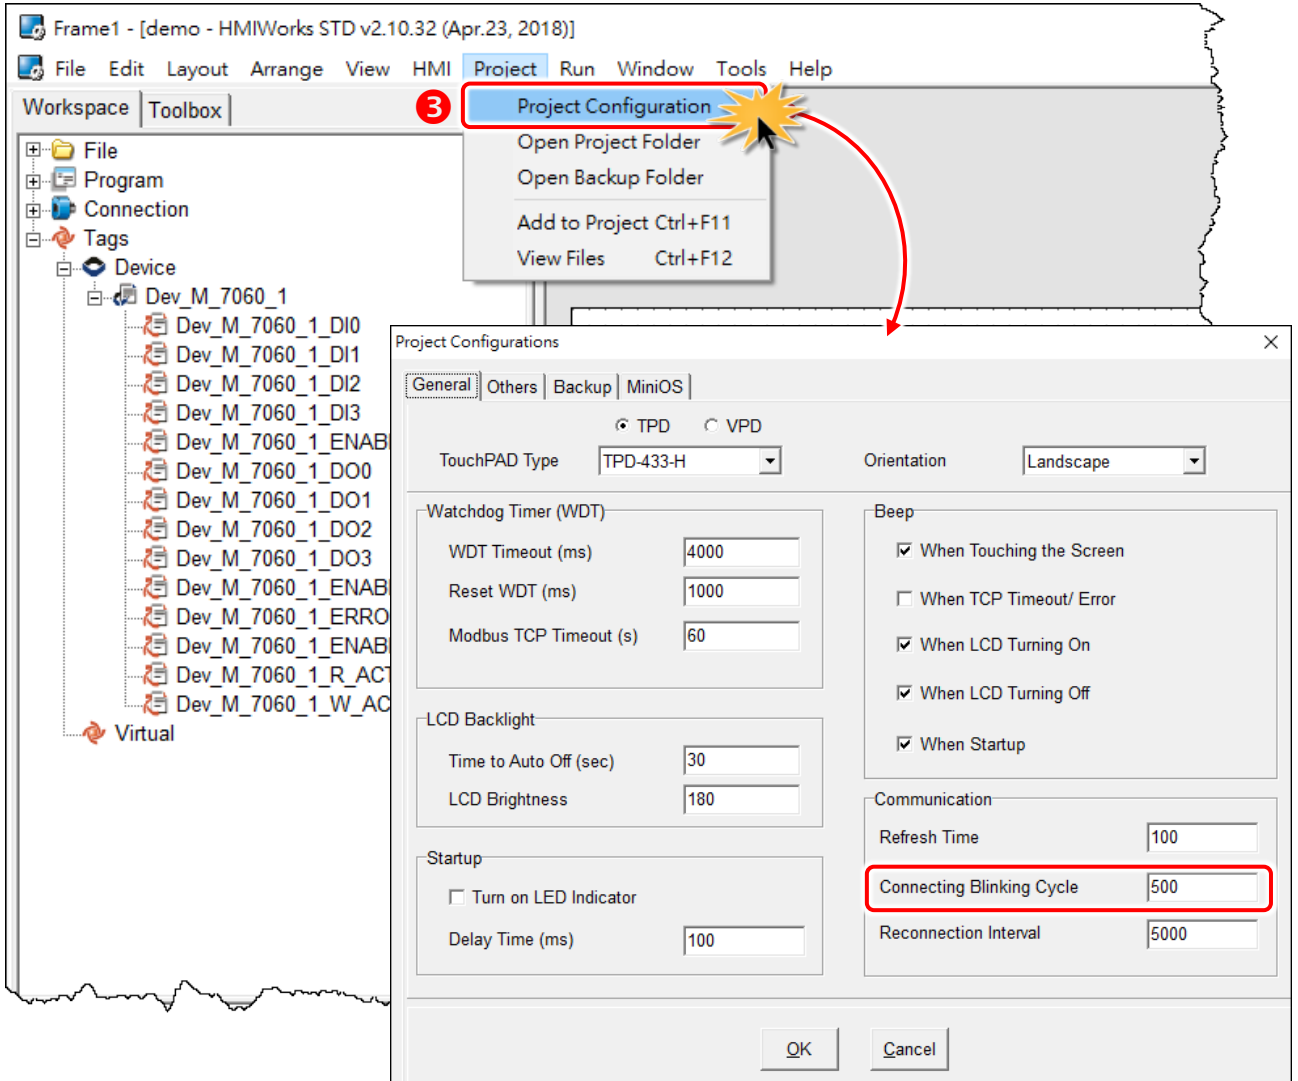 Frame1 - [demo - HMIWorks STD v2.10.32 (Apr.23, 2018)]
File Edit Layout Arrange View HMI Project Run Window Tools Help
Workspace Toolbox
3
Project Configuration
Open Project Folder
Open Backup Folder
Add to Project Ctrl+F11
View Files Ctrl+F12
File
Program
Connection
Tags
Device
Dev_M_7060_1
Dev_M_7060_1_DI0
Dev_M_7060_1_DI1
Dev_M_7060_1_DI2
Dev_M_7060_1_DI3
Dev_M_7060_1_ENAB
Dev_M_7060_1_DO0
Dev_M_7060_1_DO1
Dev_M_7060_1_DO2
Dev_M_7060_1_DO3
Dev_M_7060_1_ENAB
Dev_M_7060_1_ERRO
Dev_M_7060_1_ENAB
Dev_M_7060_1_R_ACT
Dev_M_7060_1_W_AC
Virtual
Project Configurations
General Others Backup MiniOS
TPD VPD
TouchPAD Type TPD-433-H Orientation Landscape
Watchdog Timer (WDT)
WDT Timeout (ms) 4000
Reset WDT (ms) 1000
Modbus TCP Timeout (s) 60
LCD Backlight
Time to Auto Off (sec) 30
LCD Brightness 180
Startup
Turn on LED Indicator
Delay Time (ms) 100
Beep
When Touching the Screen
When TCP Timeout/ Error
When LCD Turning On
When LCD Turning Off
When Startup
Communication
Refresh Time 100
Connecting Blinking Cycle 500
Reconnection Interval 5000
OK Cancel